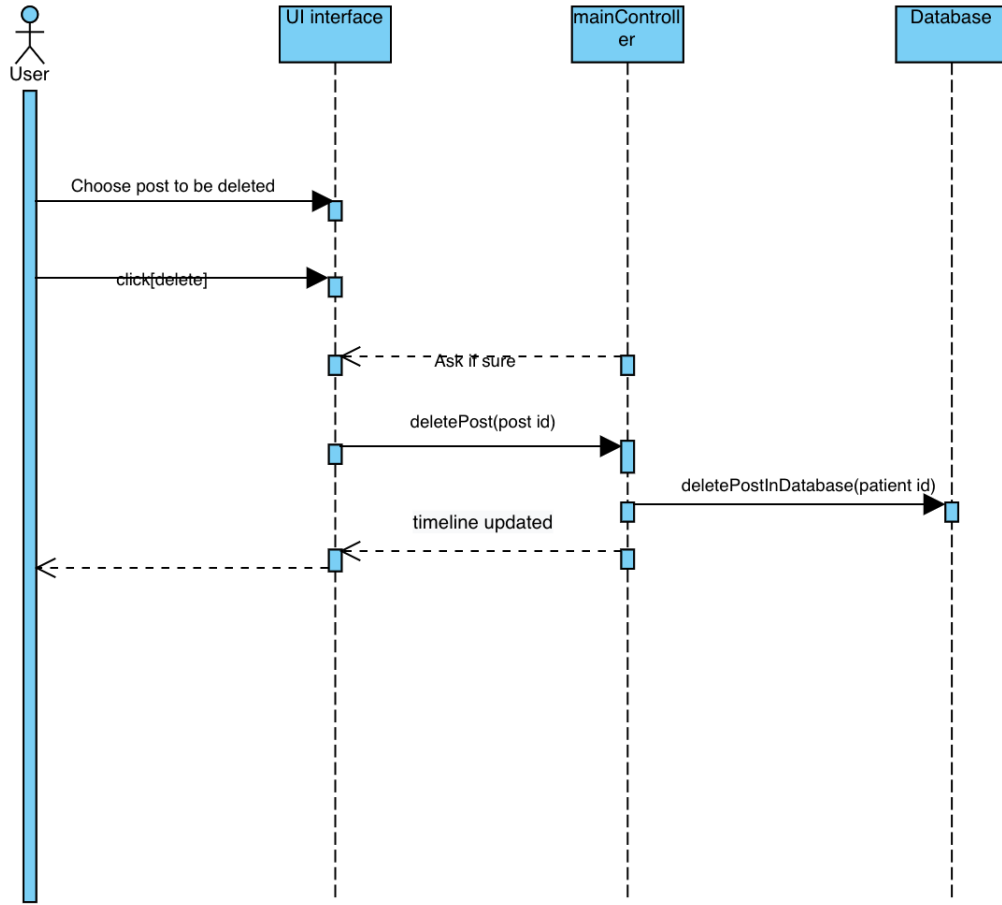 UI interface
mainControll
er
Database
User
Choose post to be deleted
click[delete]
Ask if sure
deletePost(post id)
deletePostInDatabase(patient id)
timeline updated